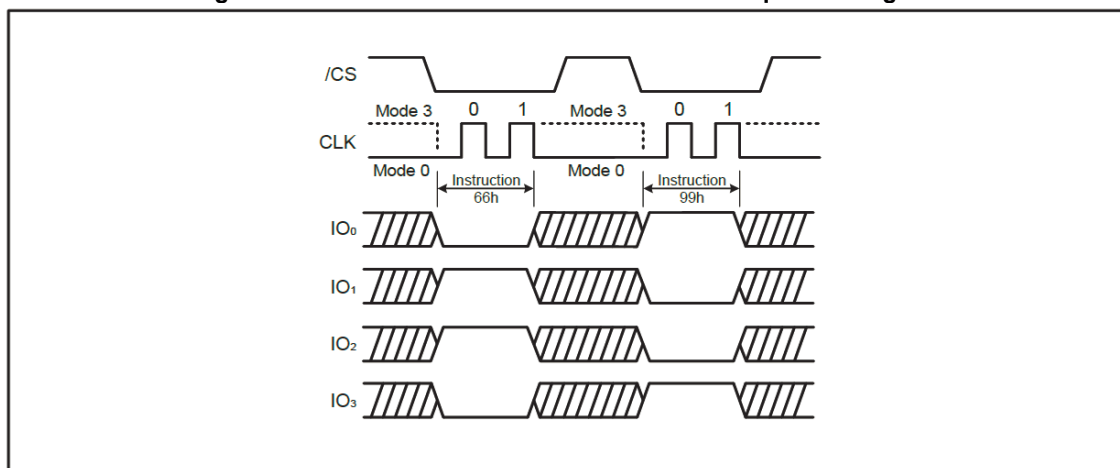 /CS
Mode 3 0 1 Mode 3 0 1
CLK
Mode 0 Mode 0
Instruction Instruction
66h 99h
IO₀
IO₁
IO₂
IO₃